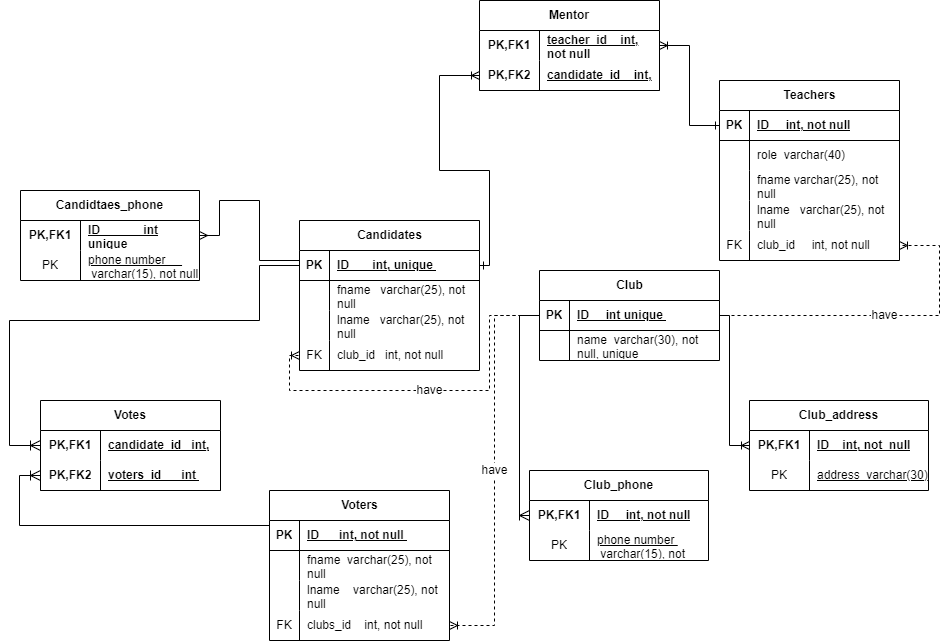 Mentor
PK,FK1 teacher_id int,
not null
PK,FK2 candidate_id int,
Teachers
PK ID int, not null
role varchar(40)
fname varchar(25), not
null
lname varchar(25), not
null
FK club_id int, not null
Candidtaes_phone
PK,FK1 ID int
unique
PK phone number
varchar(15), not null
Candidates
PK ID int, unique
fname varchar(25), not
null
lname varchar(25), not
null
FK club_id int, not null
Club
PK ID int unique
name varchar(30), not
null, unique
have
have
Votes
PK,FK1 candidate_id int,
PK,FK2 voters_id int
Club_address
PK,FK1 ID int, not null
PK address varchar(30)
have
Club_phone
PK,FK1 ID int, not null
PK phone number
varchar(15), not
Voters
PK ID int, not null
fname varchar(25), not
null
lname varchar(25), not
null
FK clubs_id int, not null